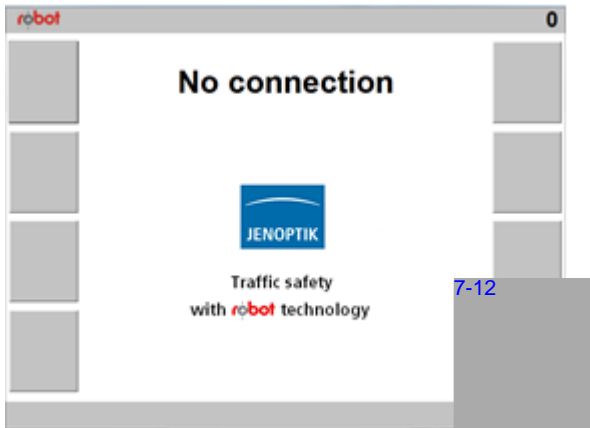 robot 0
No connection
JENOPTIK
Traffic safety
with robot technology
7-12